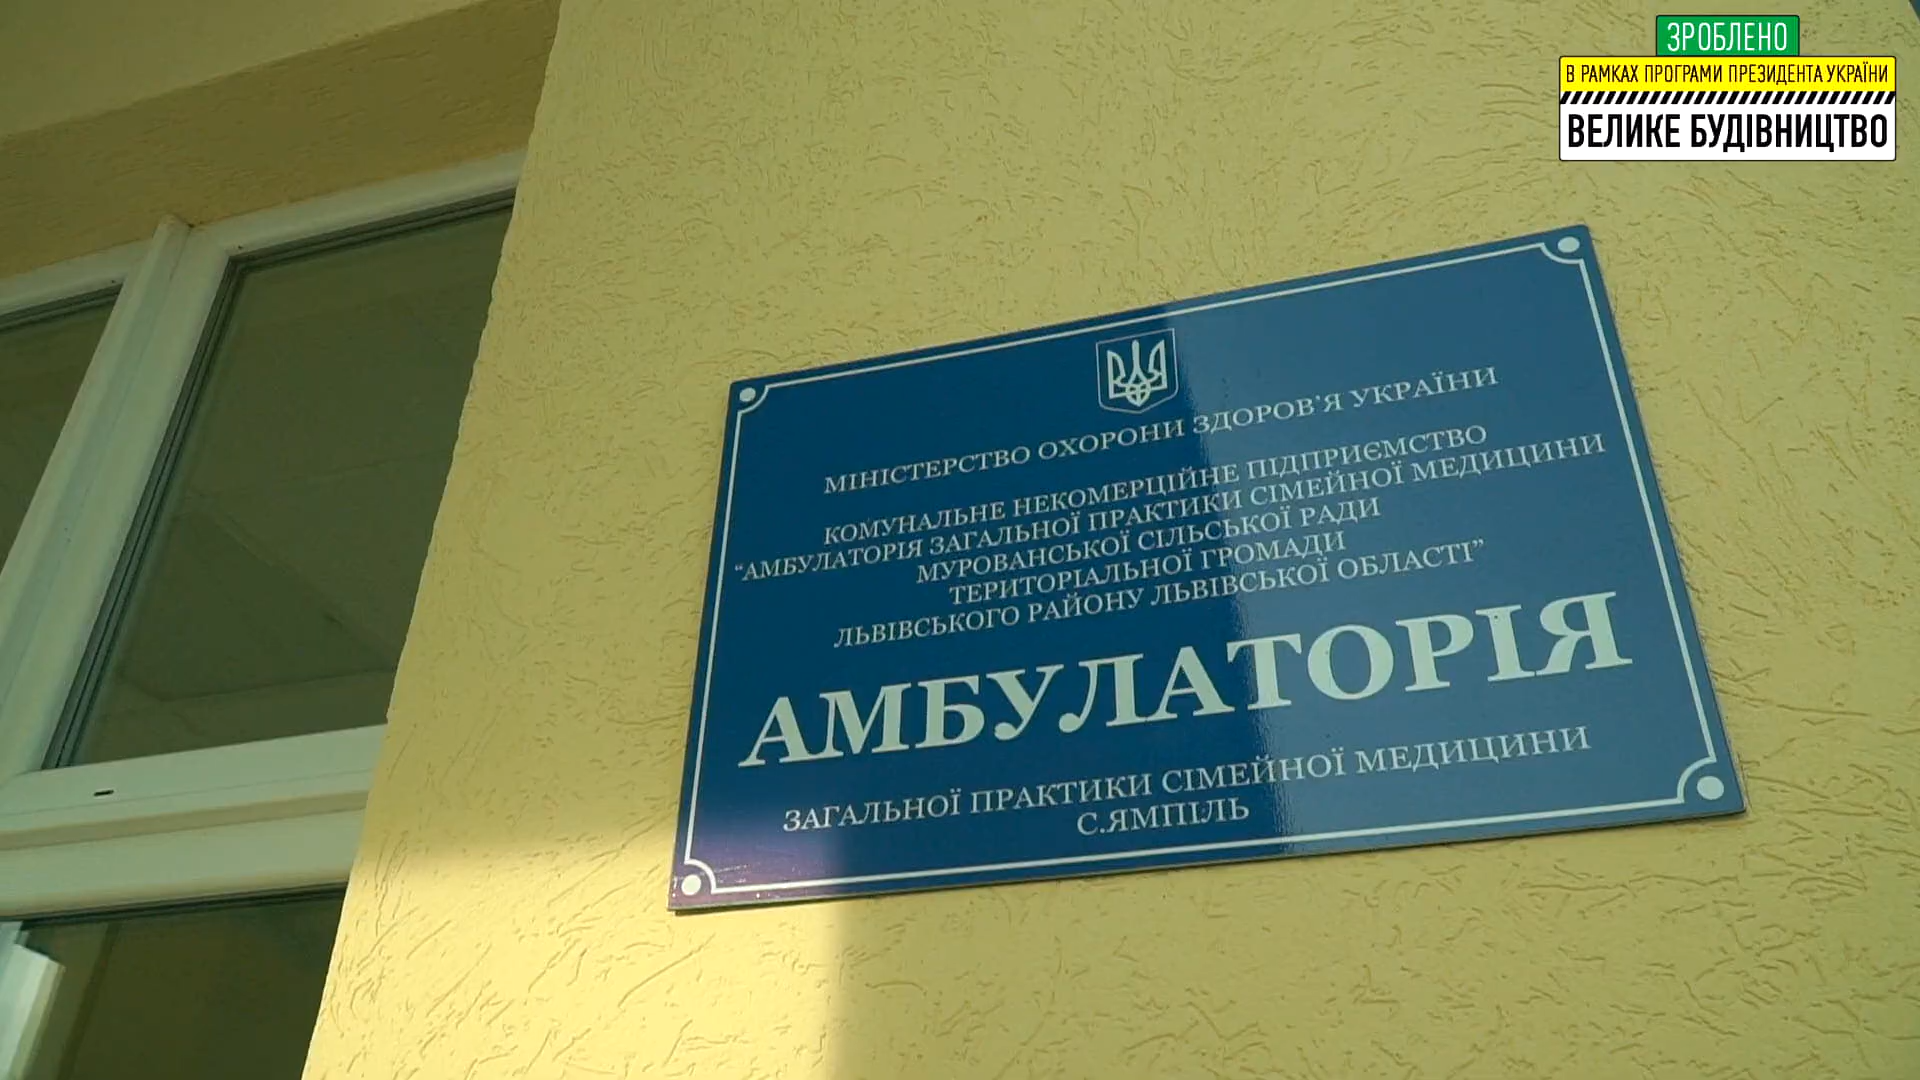 ЗРОБЛЕНО
В РАМКАХ ПРОГРАМИ ПРЕЗИДЕНТА УКРАЇНИ
ВЕЛИКЕ БУДІВНИЦТВО
МІНІСТЕРСТВО ОХОРОНИ ЗДОРОВ'Я УКРАЇНИ
КОМУНАЛЬНЕ НЕКОМЕРЦІЙНЕ ПІДПРИЄМСТВО
“АМБУЛАТОРІЯ ЗАГАЛЬНОЇ ПРАКТИКИ СІМЕЙНОЇ МЕДИЦИНИ
МУРОВАНСЬКОЇ СІЛЬСЬКОЇ РАДИ
ТЕРИТОРІАЛЬНОЇ ГРОМАДИ
ЛЬВІВСЬКОГО РАЙОНУ ЛЬВІВСЬКОЇ ОБЛАСТІ”
АМБУЛАТОРІЯ
ЗАГАЛЬНОЇ ПРАКТИКИ СІМЕЙНОЇ МЕДИЦИНИ
С.ЯМПІЛЬ